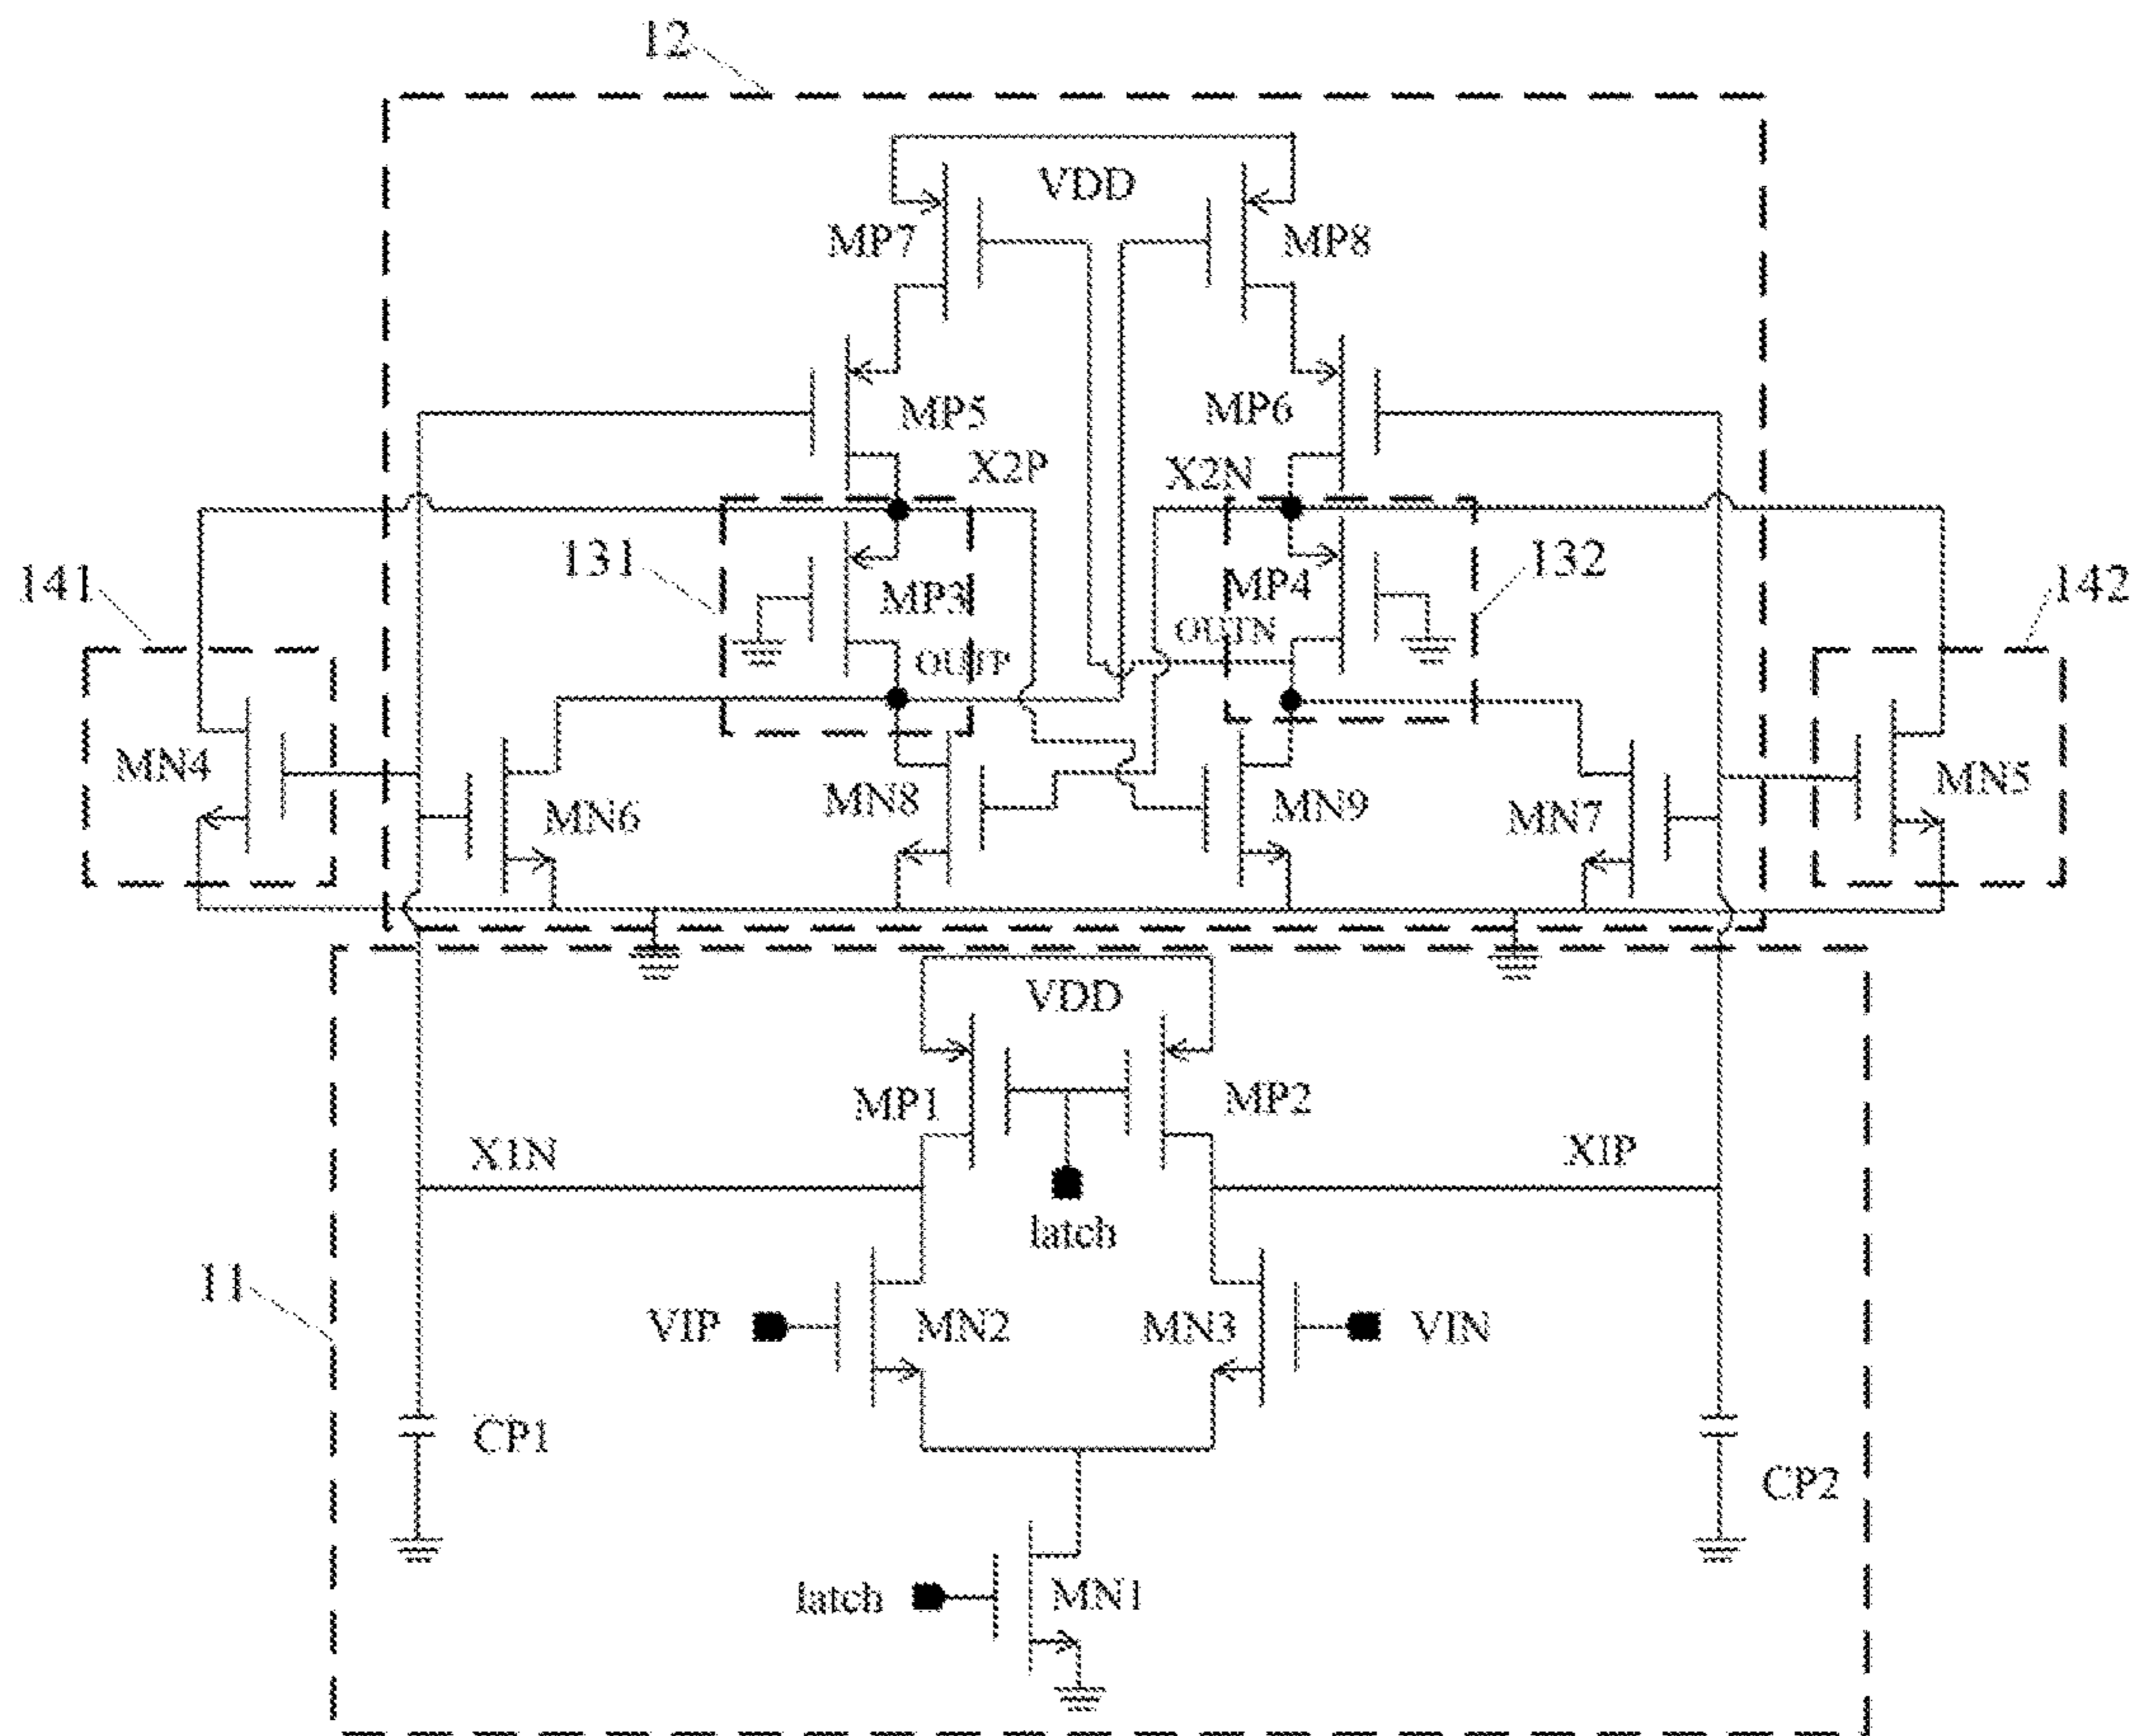 12
VDD
MP7
MP8
MP5
MP6
X2P
X2N
131
132
141
142
MP3
MP4
OUTP
OUTN
MN4
MN6
MN8
MN9
MN7
MN5
VDD
MP1
MP2
X1N
XIP
latch
11
VIP
MN2
MN3
VIN
CP1
CP2
latch
MN1